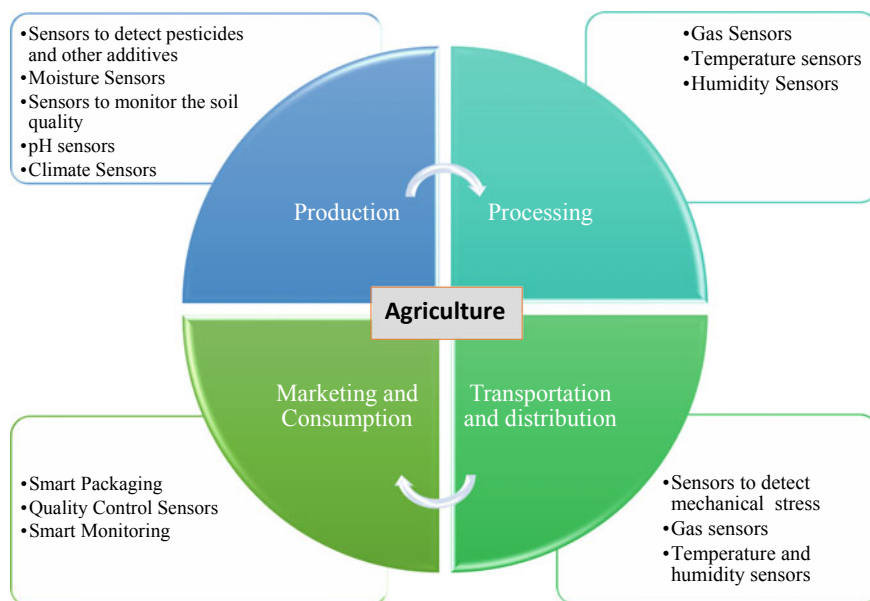 •Sensors to detect pesticides
and other additives
•Moisture Sensors
•Sensors to monitor the soil
quality
•pH sensors
•Climate Sensors
•Gas Sensors
•Temperature sensors
•Humidity Sensors
Production
Processing
Agriculture
Marketing and
Consumption
Transportation
and distribution
•Smart Packaging
•Quality Control Sensors
•Smart Monitoring
•Sensors to detect
mechanical stress
•Gas sensors
•Temperature and
humidity sensors